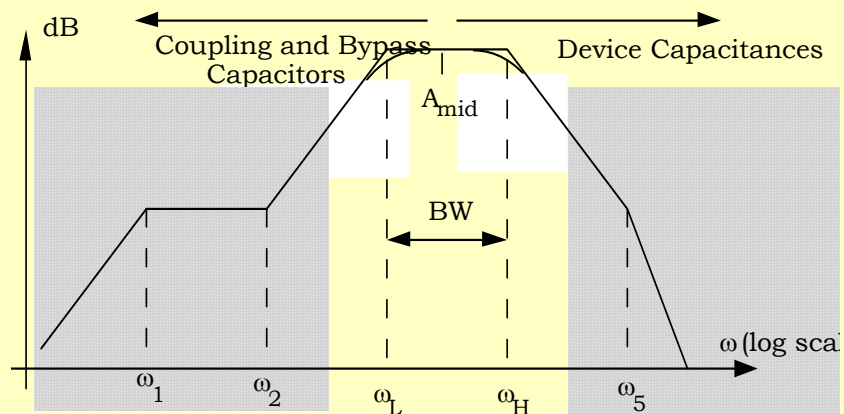 dB
Coupling and Bypass
Capacitors
Device Capacitances
A_mid
BW
ω (log scal
ω_1
ω_2
ω_L
ω_H
ω_5